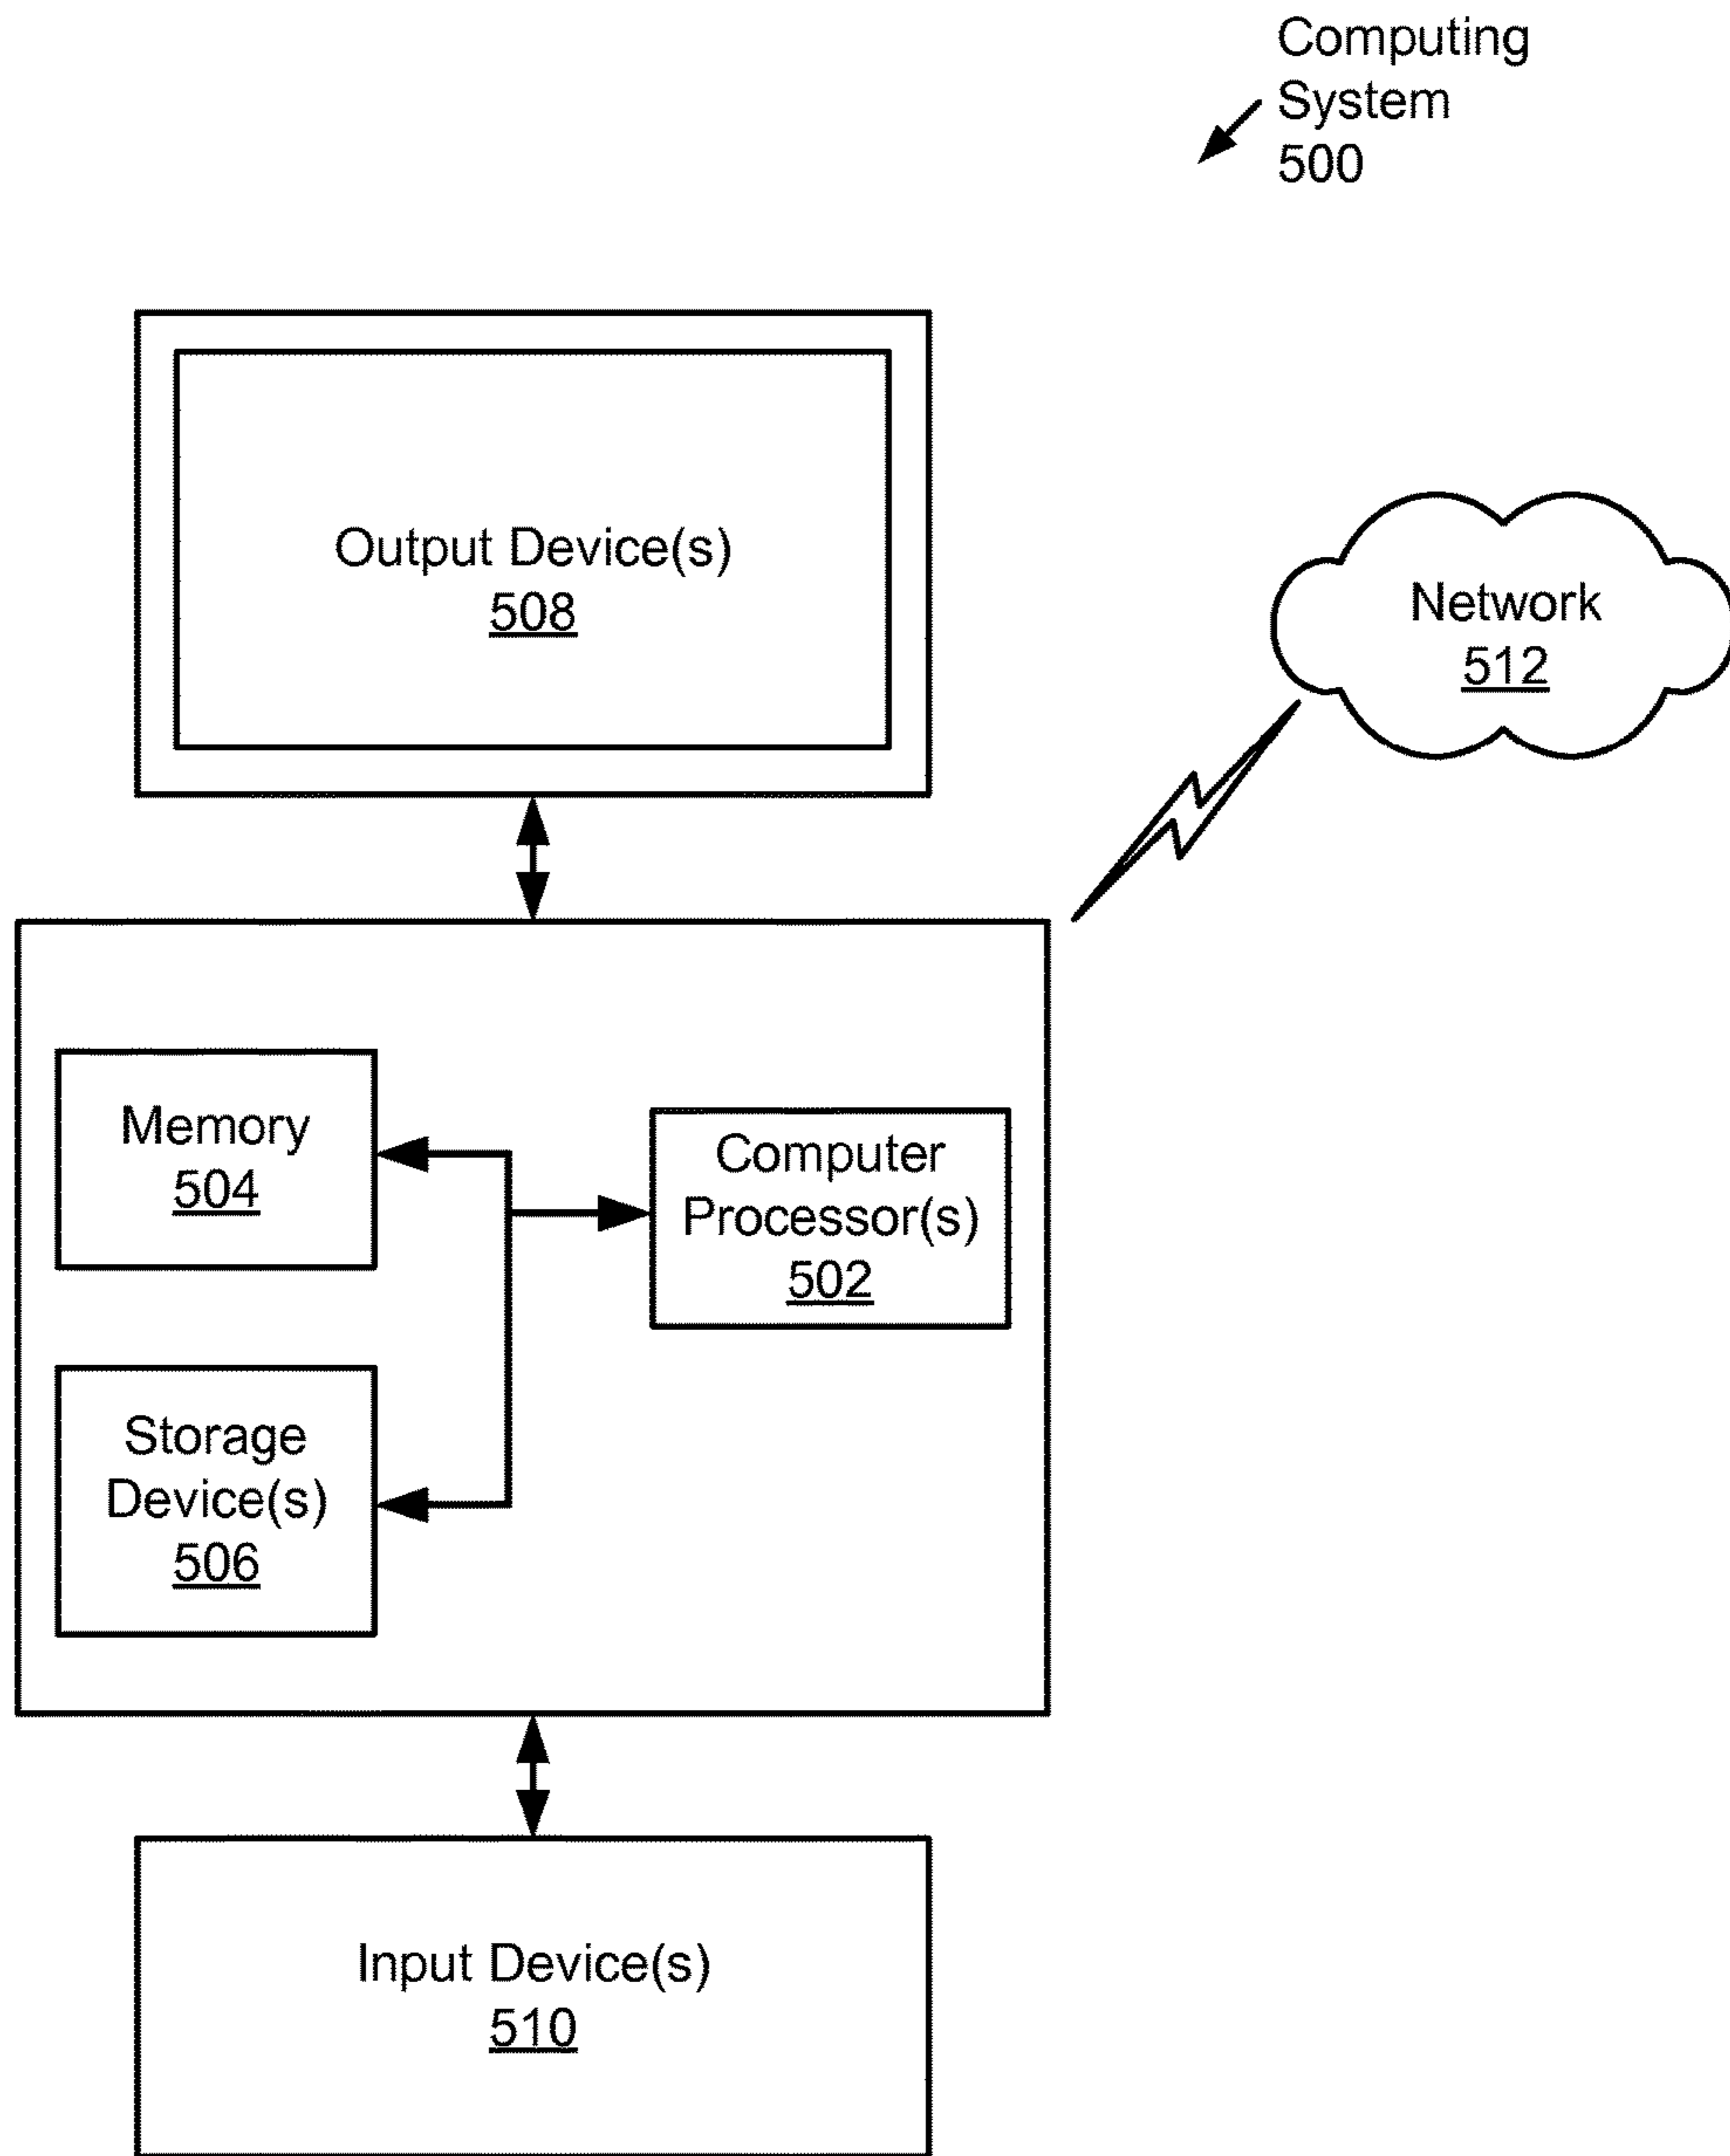 Computing
System
500
Output Device(s)
508
Network
512
Memory
504
Computer
Processor(s)
502
Storage
Device(s)
506
Input Device(s)
510